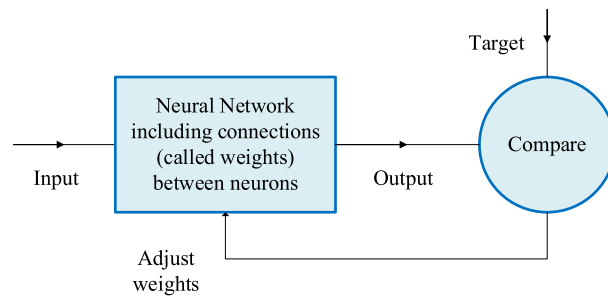 Target
Neural Network
including connections
(called weights)
between neurons
Compare
Input
Output
Adjust
weights